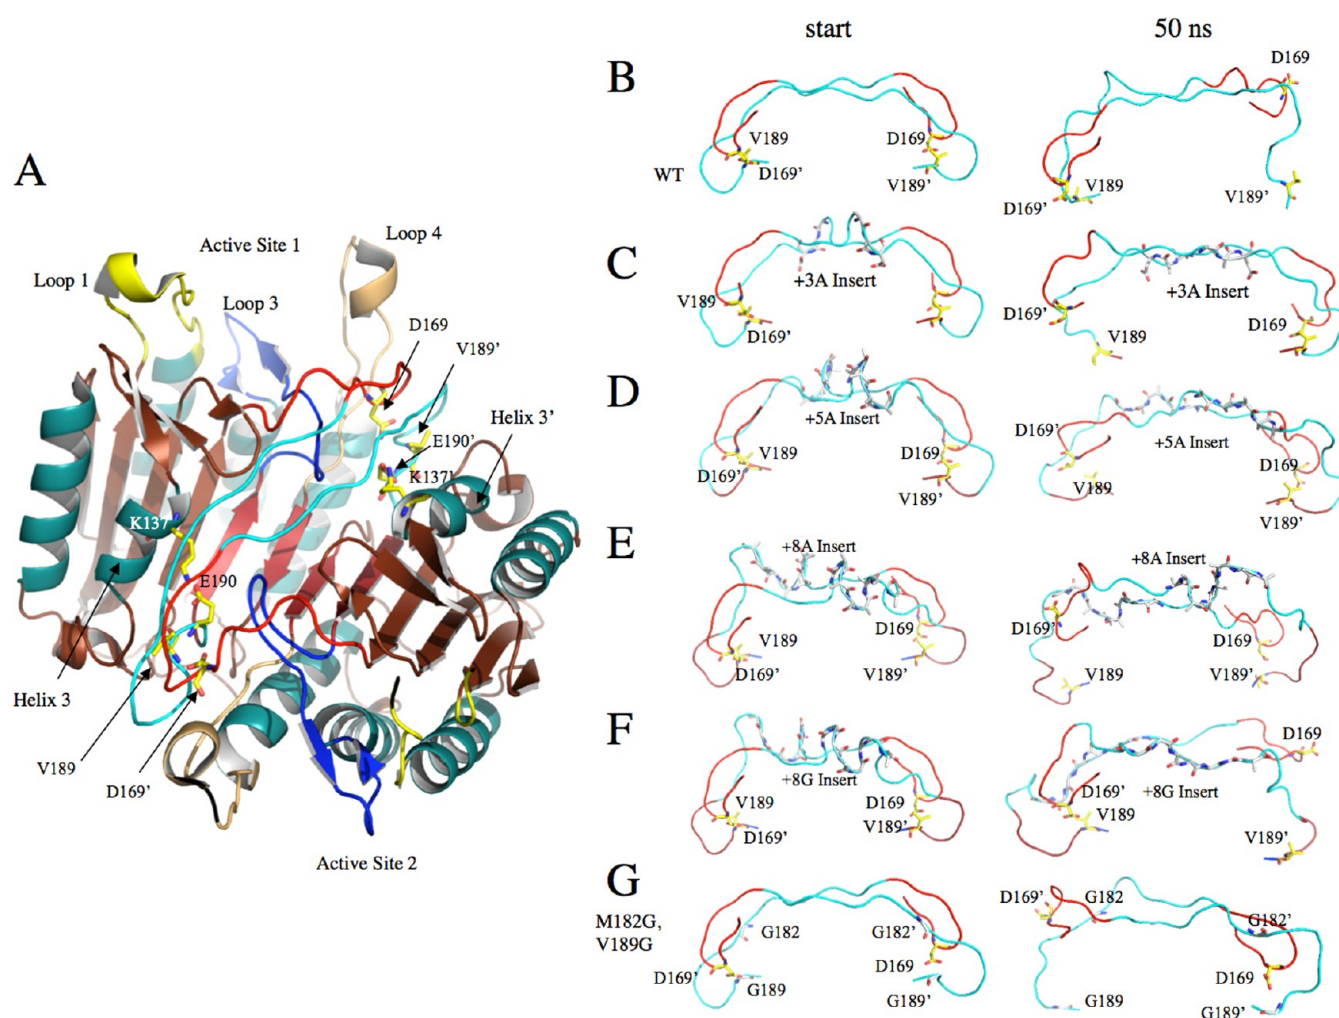 A
Active Site 1
Loop 4
Loop 1
Loop 3
D169
V189’
Helix 3’
E190’
K137’
K137
E190
Helix 3
V189
D169’
Active Site 2
start
50 ns
B
WT
V189
D169’
D169
V189’
D169
D169’
V189
V189’
C
+3A Insert
V189
D169’
+3A Insert
D169’
V189
D169
D
+5A Insert
V189
D169’
D169
V189’
D169’
+5A Insert
V189
D169
V189’
E
+8A Insert
V189
D169’
D169
V189’
+8A Insert
D169’
V189
D169
V189’
F
+8G Insert
V189
D169’
D169
V189’
D169
D169’
+8G Insert
V189
V189’
G
M182G,
V189G
G182
G182’
D169’
G189
D169
G189’
D169’
G182
G182’
D169
G189
G189’